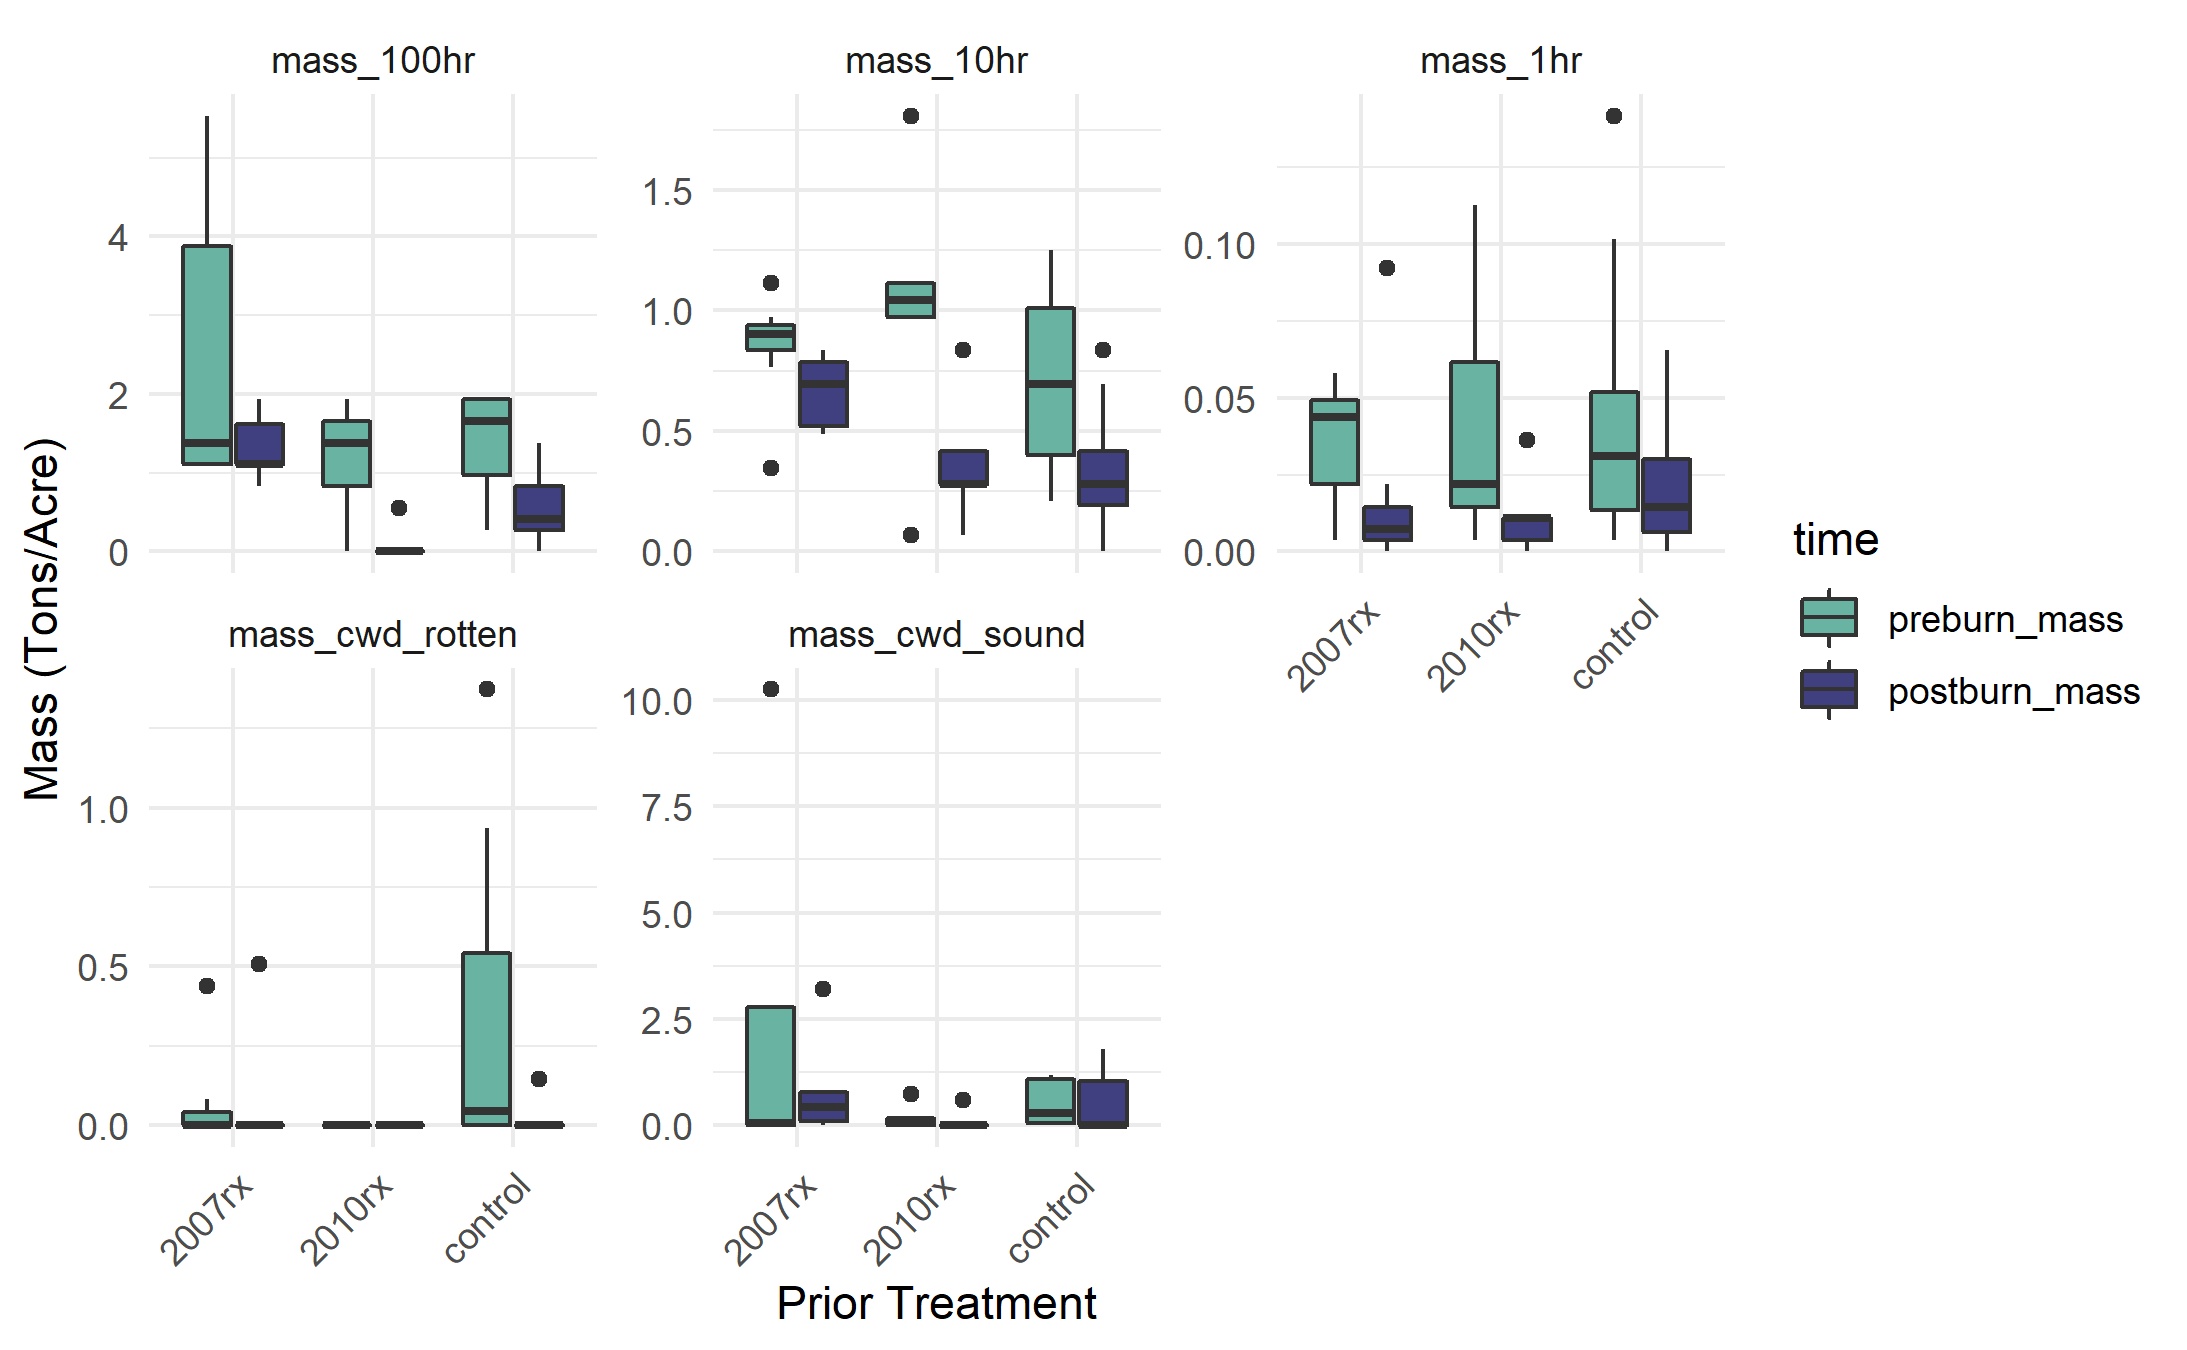 mass_100hr
mass_10hr
mass_1hr
4
2
0
1.5
1.0
0.5
0.0
0.10
0.05
0.00
2007rx
2010rx
control
mass_cwd_rotten
mass_cwd_sound
1.0
0.5
0.0
10.0
7.5
5.0
2.5
0.0
2007rx
2010rx
control
2007rx
2010rx
control
Mass (Tons/Acre)
Prior Treatment
time
preburn_mass
postburn_mass